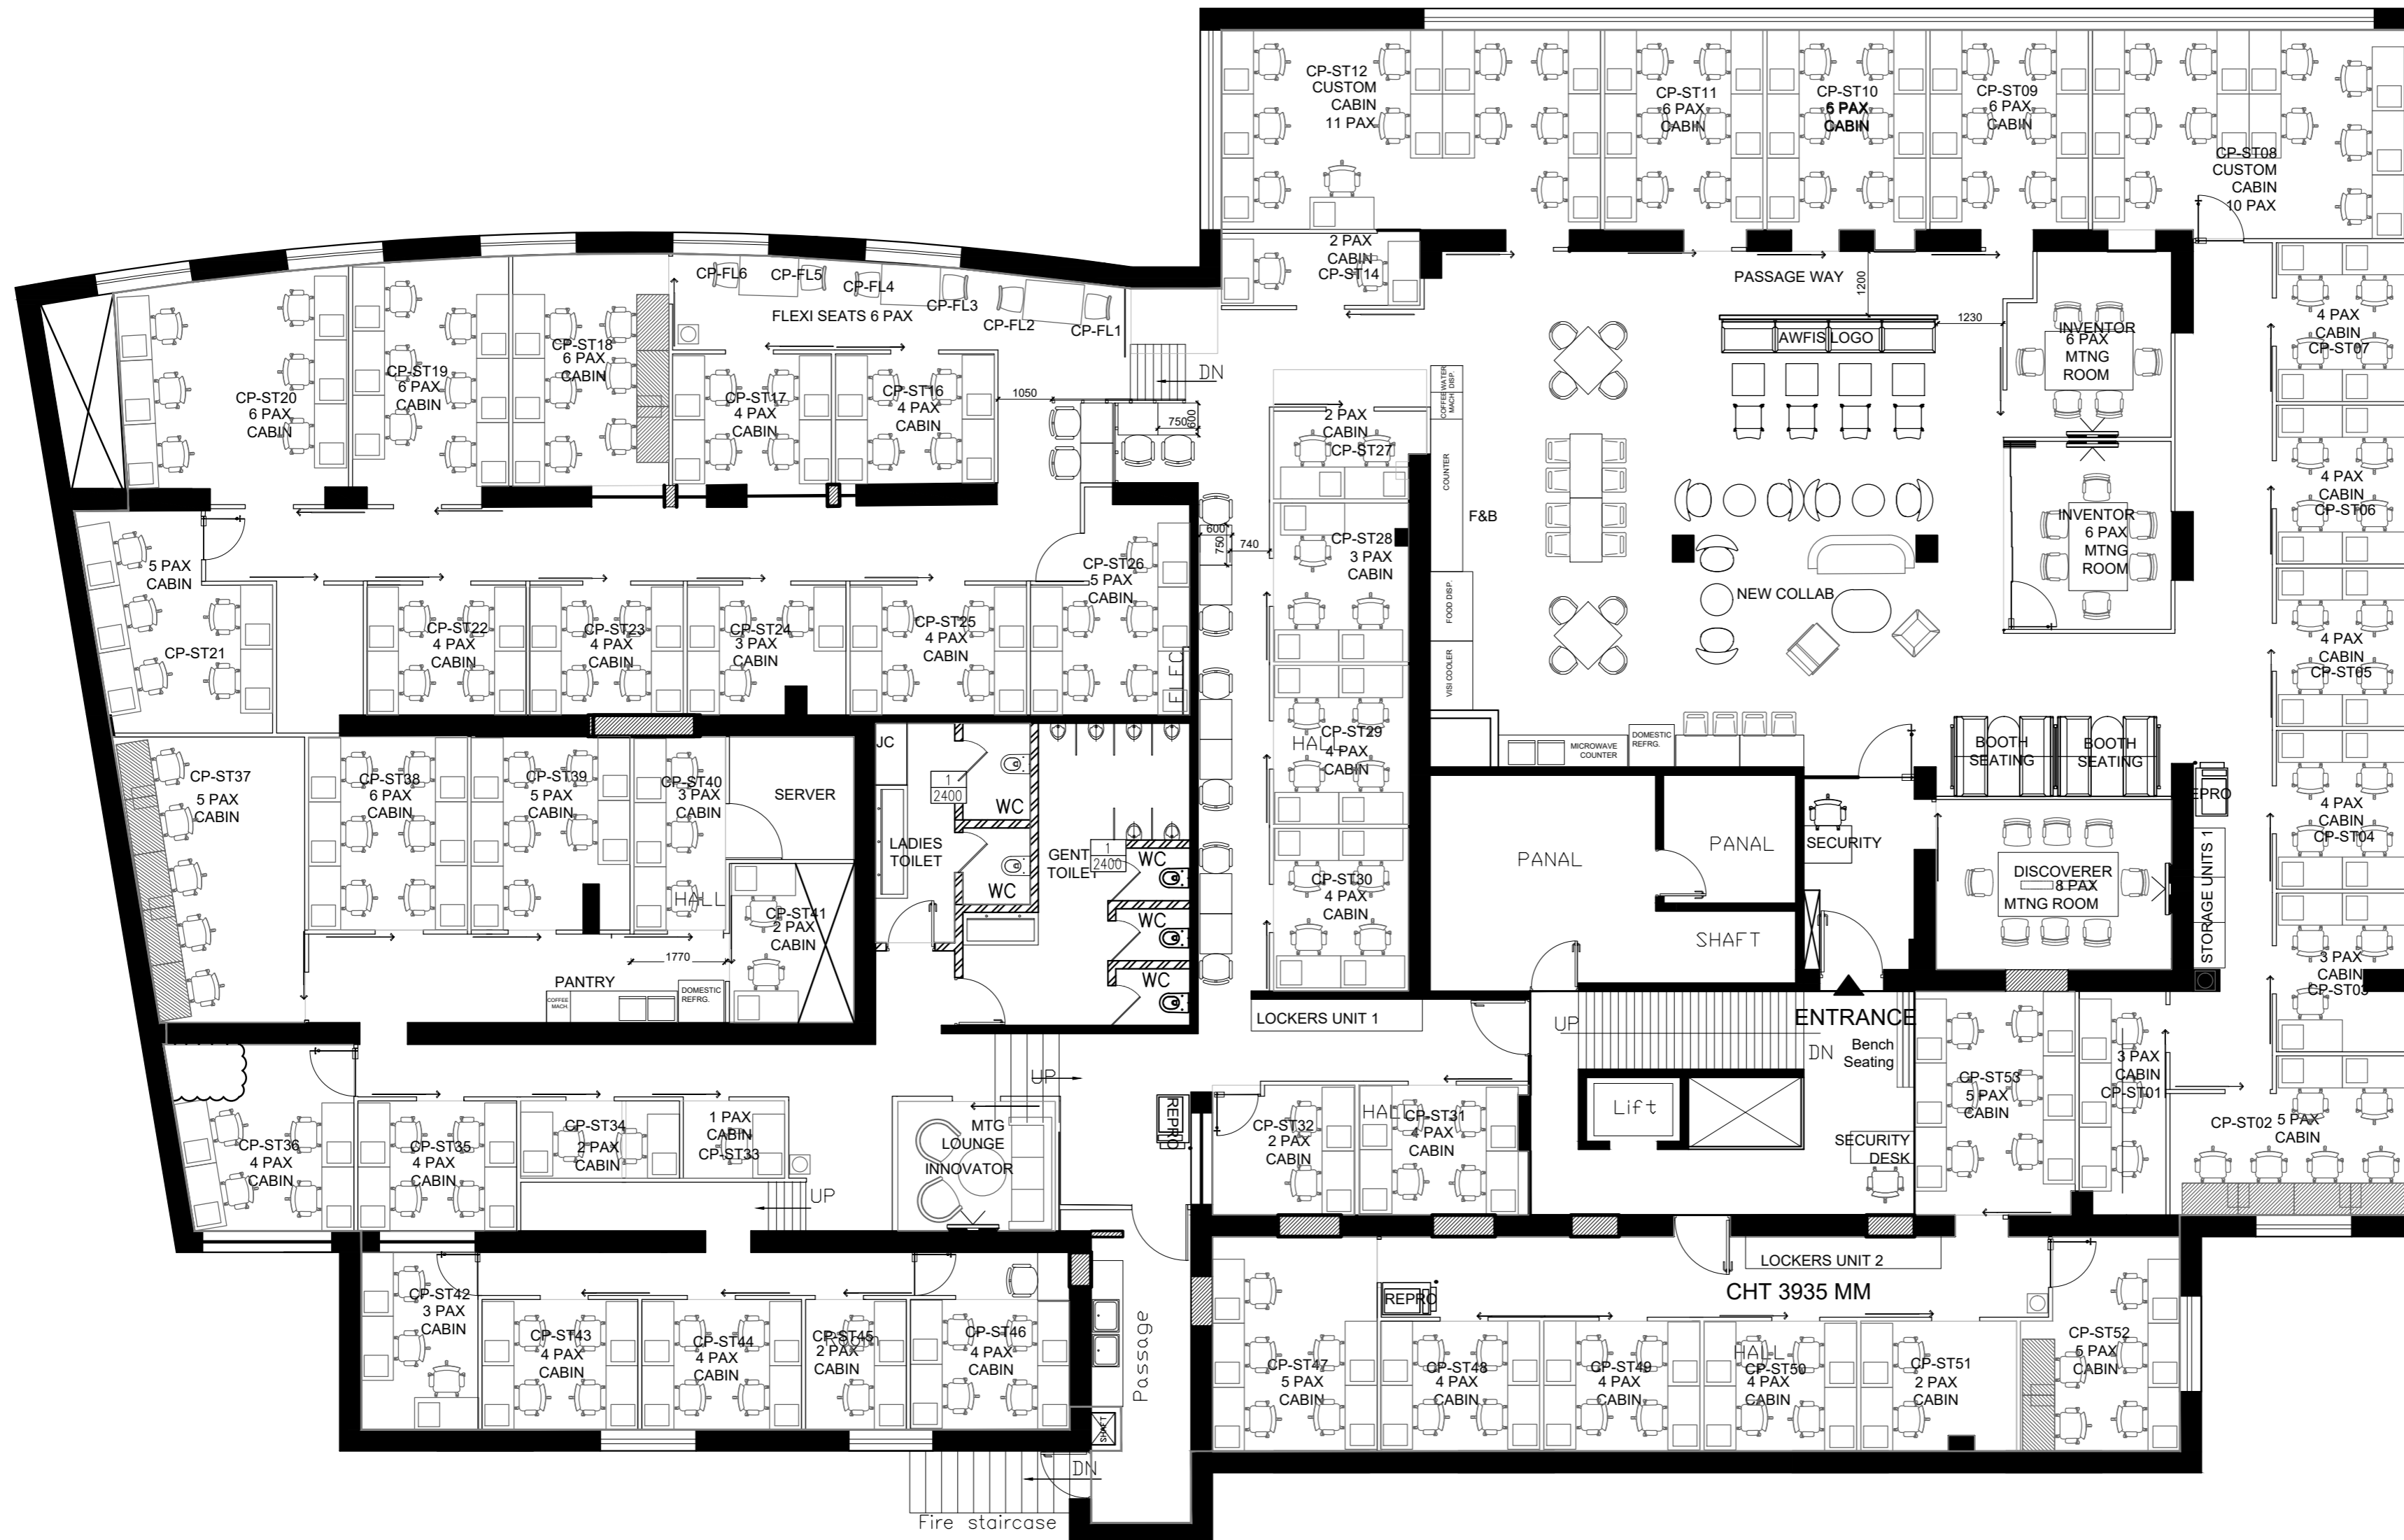 CP-ST12
CUSTOM
CABIN
11 PAX
CP-ST11
6 PAX
CABIN
CP-ST10
6 PAX
CABIN
CP-ST09
6 PAX
CABIN
CP-ST08
CUSTOM
CABIN
10 PAX
2 PAX
CABIN
CP-ST14
PASSAGE WAY
1200
1230
AWFIS LOGO
INVENTOR
6 PAX
MTNG
ROOM
INVENTOR
6 PAX
MTNG
ROOM
4 PAX
CABIN
CP-ST07
4 PAX
CABIN
CP-ST06
4 PAX
CABIN
CP-ST05
4 PAX
CABIN
CP-ST04
3 PAX
CABIN
CP-ST03
CP-FL6
CP-FL5
CP-FL4
CP-FL3
CP-FL2
CP-FL1
FLEXI SEATS 6 PAX
DN
CP-ST20
6 PAX
CABIN
CP-ST19
6 PAX
CABIN
CP-ST18
6 PAX
CABIN
CP-ST17
4 PAX
CABIN
CP-ST16
4 PAX
CABIN
1050
750
600
2 PAX
CABIN
CP-ST27
COFFEE
MACH
WATER
DISP.
COUNTER
F&B
FOOD DISP.
VISI COOLER
NEW COLLAB
600
750
740
CP-ST28
3 PAX
CABIN
5 PAX
CABIN
CP-ST21
CP-ST22
4 PAX
CABIN
CP-ST23
4 PAX
CABIN
CP-ST24
3 PAX
CABIN
CP-ST25
4 PAX
CABIN
CP-ST26
5 PAX
CABIN
ELEC
HALL
CP-ST29
4 PAX
CABIN
CP-ST30
4 PAX
CABIN
MICROWAVE
COUNTER
DOMESTIC
REFRG.
BOOTH
SEATING
BOOTH
SEATING
REPRO
STORAGE UNITS 1
PANAL
PANAL
SHAFT
SECURITY
DISCOVERER
8 PAX
MTNG ROOM
CP-ST37
5 PAX
CABIN
CP-ST38
6 PAX
CABIN
CP-ST39
5 PAX
CABIN
CP-ST40
3 PAX
CABIN
HALL
SERVER
CP-ST41
2 PAX
CABIN
1770
PANTRY
COFFEE
MACH.
DOMESTIC
REFRG.
JC
1
2400
LADIES
TOILET
WC
WC
GENT
TOILET
1
2400
WC
WC
WC
LOCKERS UNIT 1
UP
DN
ENTRANCE
Bench
Seating
Lift
SECURITY
DESK
CP-ST53
5 PAX
CABIN
3 PAX
CABIN
CP-ST01
CP-ST02
5 PAX
CABIN
CP-ST36
4 PAX
CABIN
CP-ST35
4 PAX
CABIN
CP-ST34
2 PAX
CABIN
1 PAX
CABIN
CP-ST33
UP
UP
MTG
LOUNGE
INNOVATOR
REPRO
CP-ST32
2 PAX
CABIN
HALL
CP-ST31
4 PAX
CABIN
CP-ST42
3 PAX
CABIN
CP-ST43
4 PAX
CABIN
CP-ST44
4 PAX
CABIN
CP-ST45
2 PAX
CABIN
CP-ST46
4 PAX
CABIN
Passage
SHAFT
DN
Fire staircase
LOCKERS UNIT 2
CHT 3935 MM
REPRO
CP-ST47
5 PAX
CABIN
CP-ST48
4 PAX
CABIN
CP-ST49
4 PAX
CABIN
HALL
CP-ST50
4 PAX
CABIN
CP-ST51
2 PAX
CABIN
CP-ST52
5 PAX
CABIN